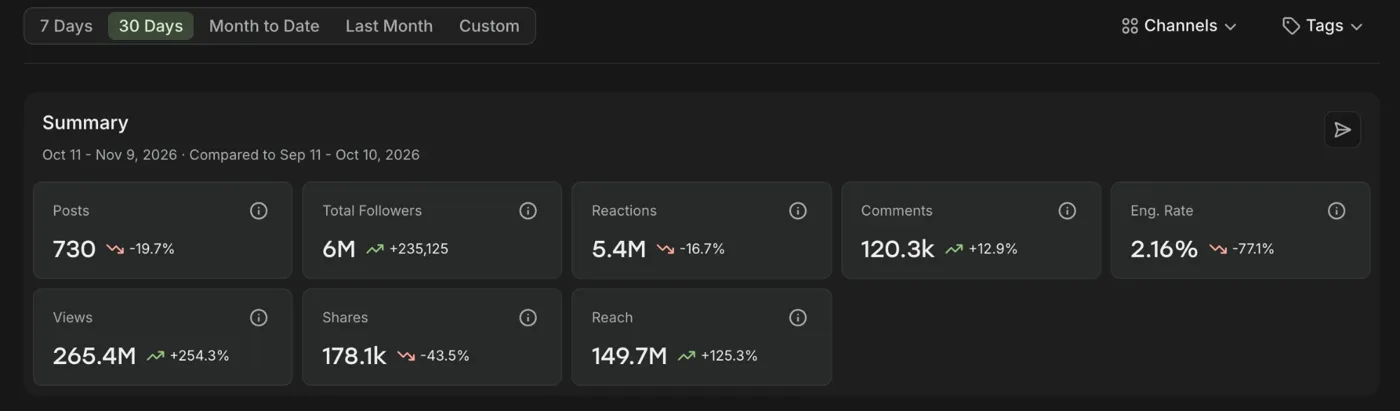 7 Days 30 Days Month to Date Last Month Custom Channels Tags
Summary
Oct 11 - Nov 9, 2026 · Compared to Sep 11 - Oct 10, 2026
Posts
730 -19.7%
Total Followers
6M +235,125
Reactions
5.4M -16.7%
Comments
120.3k +12.9%
Eng. Rate
2.16% -77.1%
Views
265.4M +254.3%
Shares
178.1k -43.5%
Reach
149.7M +125.3%